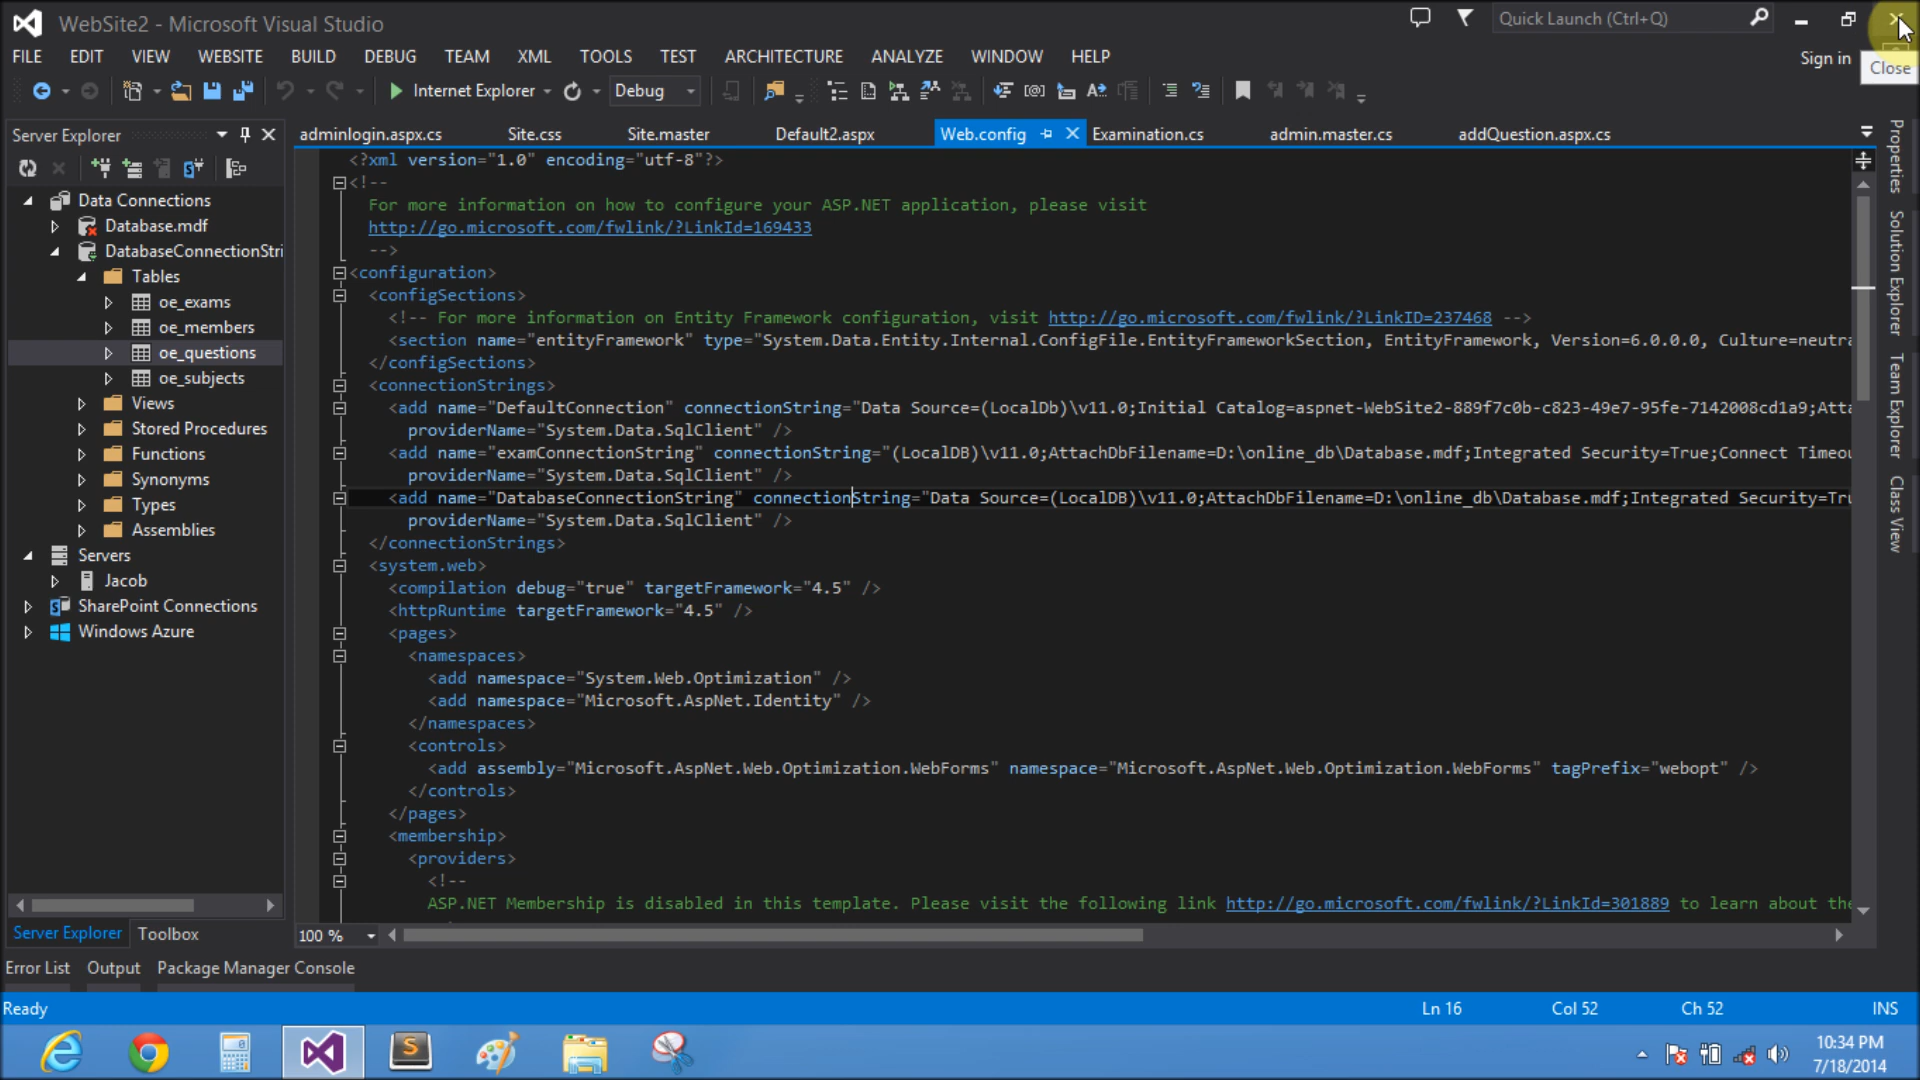 WebSite2 - Microsoft Visual Studio
Quick Launch (Ctrl+Q)
FILE EDIT VIEW WEBSITE BUILD DEBUG TEAM XML TOOLS TEST ARCHITECTURE ANALYZE WINDOW HELP
Sign in
Close
Internet Explorer
Debug
Server Explorer
adminlogin.aspx.cs Site.css Site.master Default2.aspx Web.config Examination.cs admin.master.cs addQuestion.aspx.cs
Data Connections
Database.mdf
DatabaseConnectionStri
Tables
oe_exams
oe_members
oe_questions
oe_subjects
Views
Stored Procedures
Functions
Synonyms
Types
Assemblies
Servers
Jacob
SharePoint Connections
Windows Azure
<?xml version="1.0" encoding="utf-8"?>
<!--
For more information on how to configure your ASP.NET application, please visit
http://go.microsoft.com/fwlink/?LinkId=169433
-->
<configuration>
<configSections>
<!-- For more information on Entity Framework configuration, visit http://go.microsoft.com/fwlink/?LinkID=237468 -->
<section name="entityFramework" type="System.Data.Entity.Internal.ConfigFile.EntityFrameworkSection, EntityFramework, Version=6.0.0.0, Culture=neutra
</configSections>
<connectionStrings>
<add name="DefaultConnection" connectionString="Data Source=(LocalDb)\v11.0;Initial Catalog=aspnet-WebSite2-889f7c0b-c823-49e7-95fe-7142008cd1a9;Atta
providerName="System.Data.SqlClient" />
<add name="examConnectionString" connectionString="(LocalDB)\v11.0;AttachDbFilename=D:\online_db\Database.mdf;Integrated Security=True;Connect Timeou
providerName="System.Data.SqlClient" />
<add name="DatabaseConnectionString" connectionString="Data Source=(LocalDB)\v11.0;AttachDbFilename=D:\online_db\Database.mdf;Integrated Security=Tru
providerName="System.Data.SqlClient" />
</connectionStrings>
<system.web>
<compilation debug="true" targetFramework="4.5" />
<httpRuntime targetFramework="4.5" />
<pages>
<namespaces>
<add namespace="System.Web.Optimization" />
<add namespace="Microsoft.AspNet.Identity" />
</namespaces>
<controls>
<add assembly="Microsoft.AspNet.Web.Optimization.WebForms" namespace="Microsoft.AspNet.Web.Optimization.WebForms" tagPrefix="webopt" />
</controls>
</pages>
<membership>
<providers>
<!--
ASP.NET Membership is disabled in this template. Please visit the following link http://go.microsoft.com/fwlink/?LinkId=301889 to learn about the
Properties
Solution Explorer
Team Explorer
Class View
100 %
Server Explorer Toolbox
Error List Output Package Manager Console
Ready
Ln 16 Col 52 Ch 52 INS
10:34 PM
7/18/2014